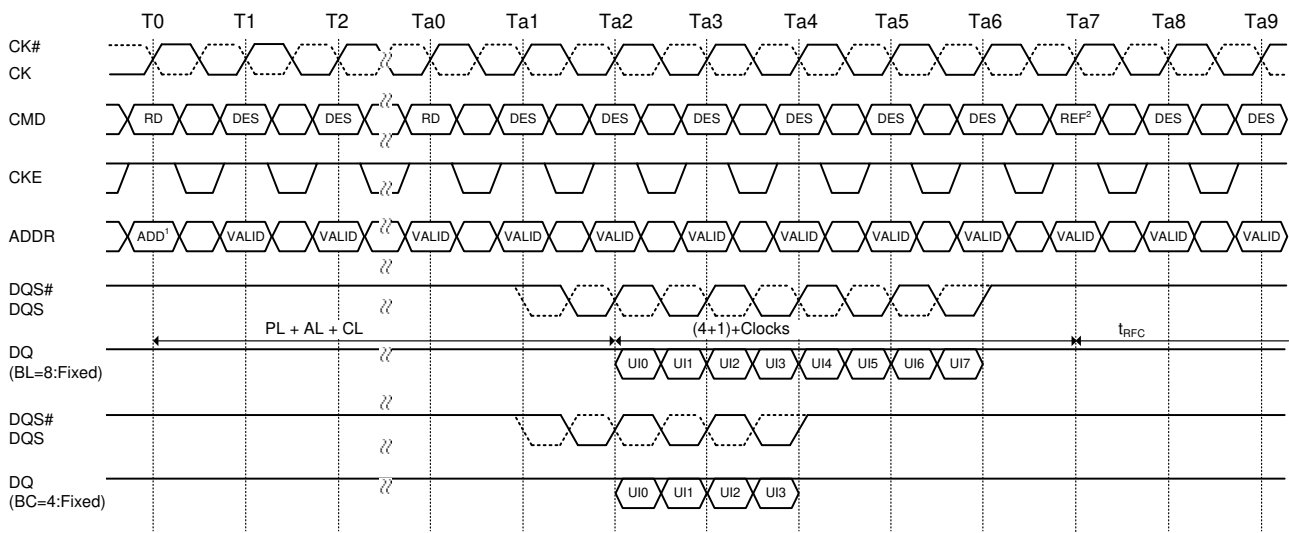 T0 T1 T2 Ta0 Ta1 Ta2 Ta3 Ta4 Ta5 Ta6 Ta7 Ta8 Ta9
CK#
CK
CMD RD DES DES RD DES DES DES DES DES DES REF² DES DES
CKE
ADDR ADD¹ VALID VALID VALID VALID VALID VALID VALID VALID VALID VALID VALID VALID
DQS#
DQS
PL + AL + CL (4+1)+Clocks tRFC
DQ
(BL=8:Fixed) UI0 UI1 UI2 UI3 UI4 UI5 UI6 UI7
DQS#
DQS
DQ
(BC=4:Fixed) UI0 UI1 UI2 UI3